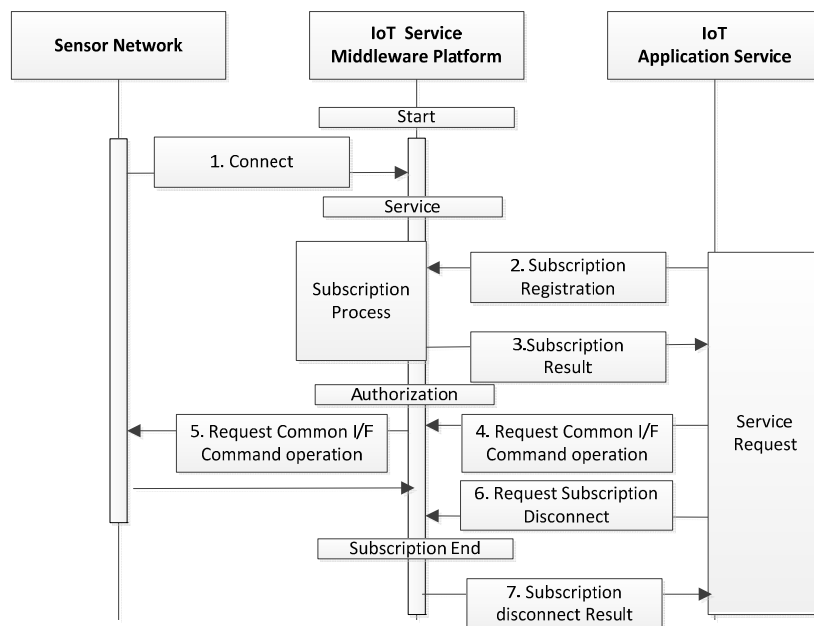 Sensor Network
IoT Service
Middleware Platform
IoT
Application Service
Start
1. Connect
Service
Subscription
Process
2. Subscription
Registration
3.Subscription
Result
Authorization
5. Request Common I/F
Command operation
4. Request Common I/F
Command operation
Service
Request
6. Request Subscription
Disconnect
Subscription End
7. Subscription
disconnect Result